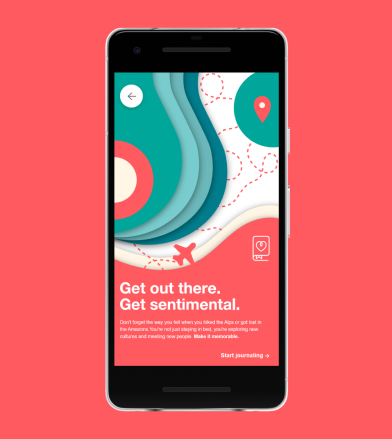 Get out there.
Get sentimental.
Don't forget the way you felt when you hiked the Alps or got lost in
the Amazons. You're not just staying in bed, you're exploring new
cultures and meeting new people. Make it memorable.
Start journaling →